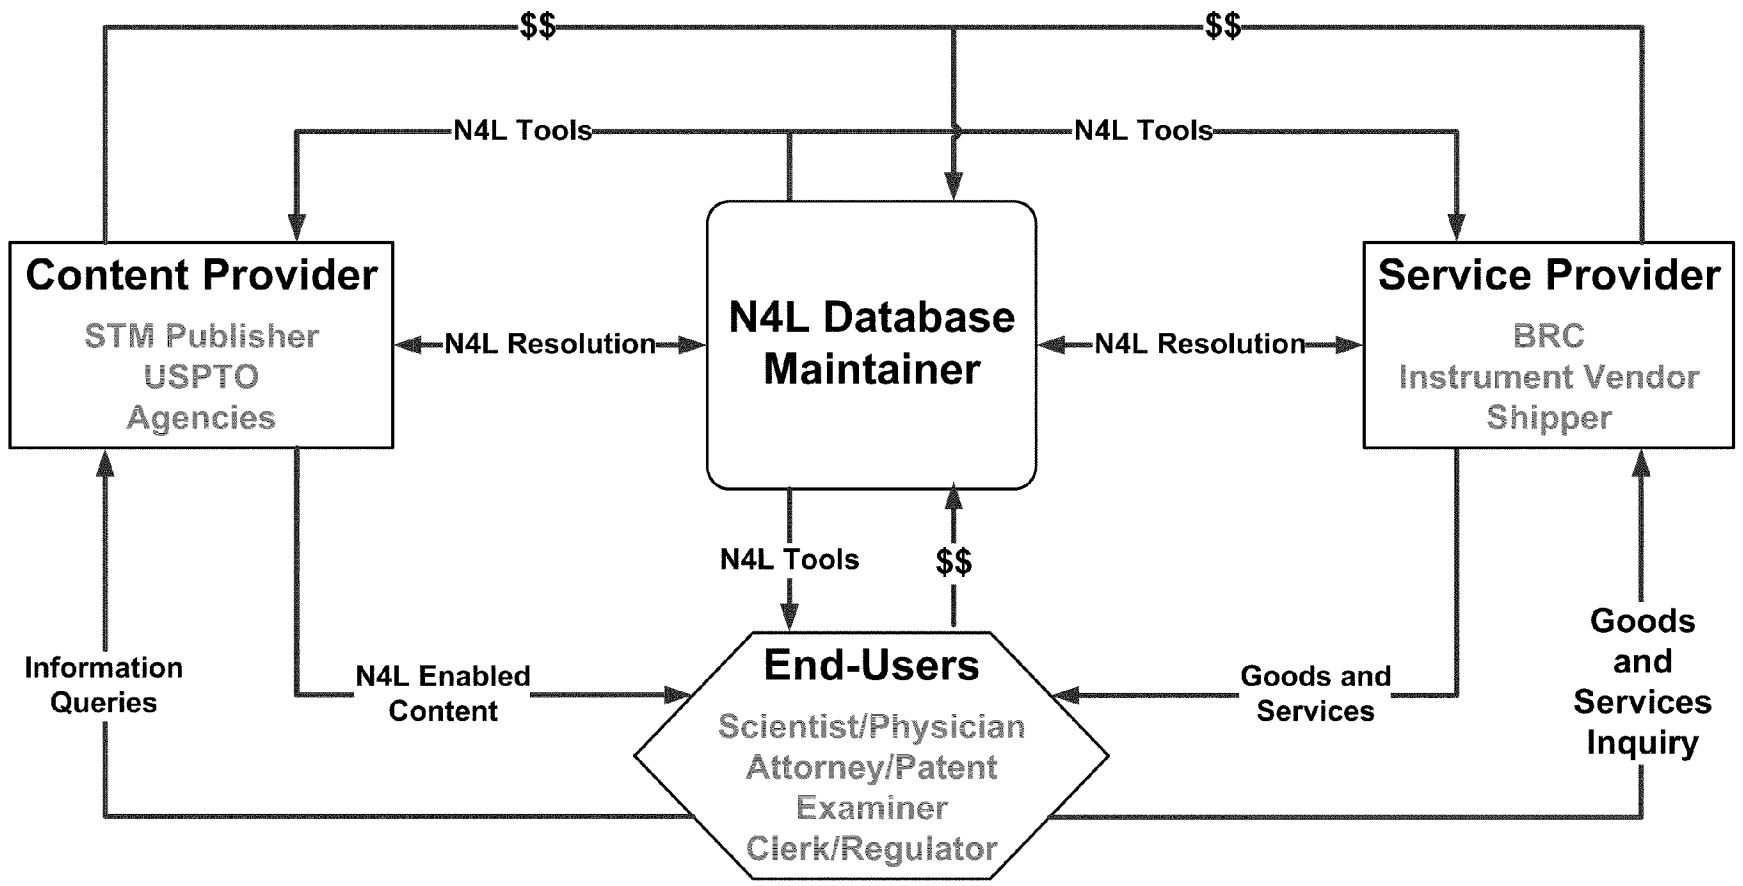 $$
$$
N4L Tools
N4L Tools
Content Provider
STM Publisher
USPTO
Agencies
N4L Resolution
N4L Database
Maintainer
N4L Resolution
Service Provider
BRC
Instrument Vendor
Shipper
N4L Tools
$$
Information
Queries
N4L Enabled
Content
End-Users
Scientist/Physician
Attorney/Patent
Examiner
Clerk/Regulator
Goods and
Services
Goods
and
Services
Inquiry